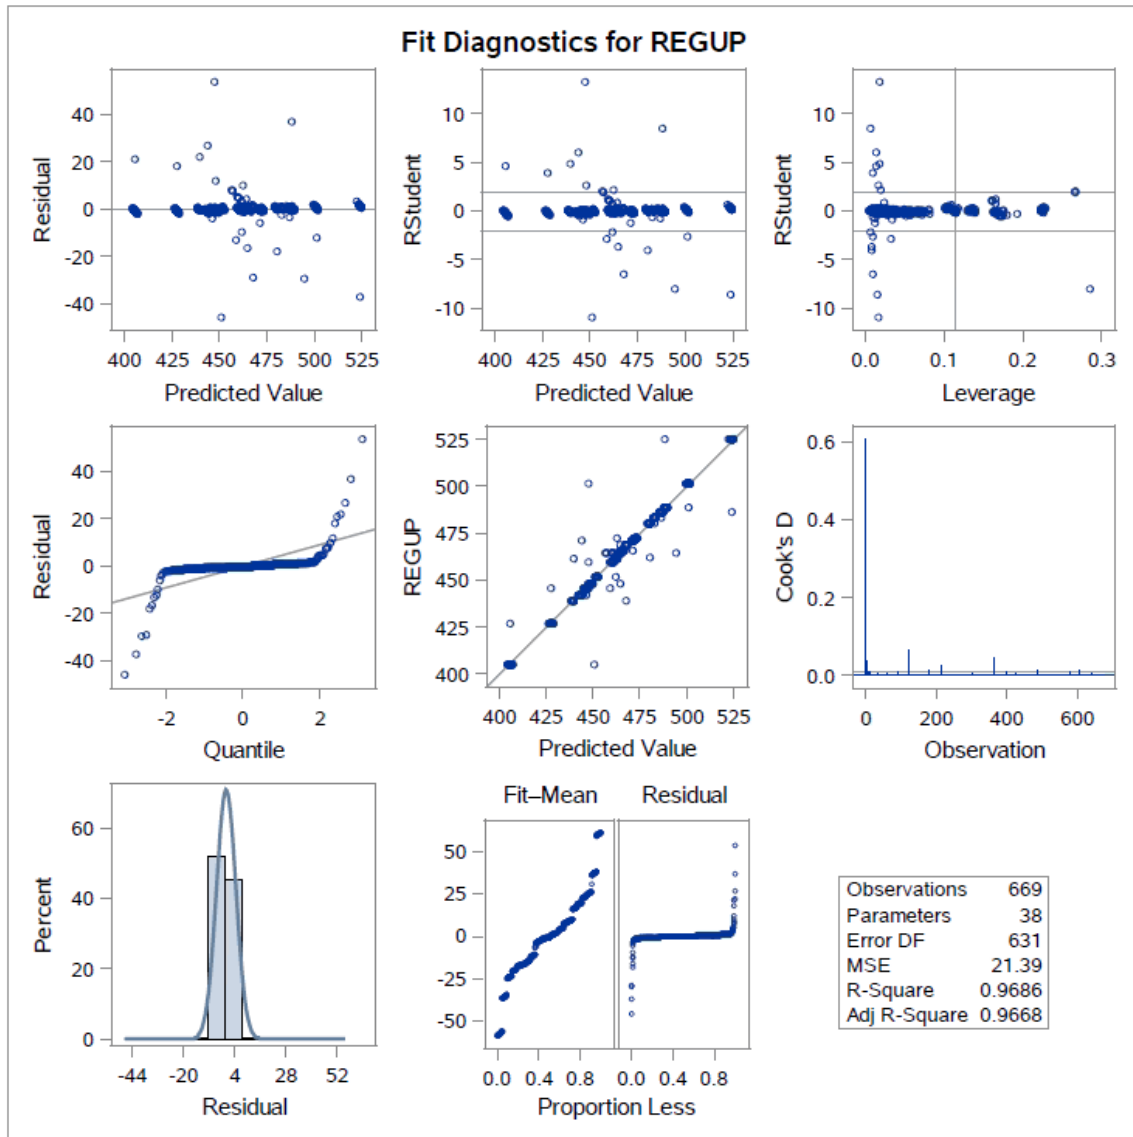 Fit Diagnostics for REGUP
Residual
40
20
0
-20
-40
400 425 450 475 500 525
Predicted Value
RStudent
10
5
0
-5
-10
400 425 450 475 500 525
Predicted Value
RStudent
10
5
0
-5
-10
0.0 0.1 0.2 0.3
Leverage
Residual
40
20
0
-20
-40
-2 0 2
Quantile
REGUP
525
500
475
450
425
400
400 425 450 475 500 525
Predicted Value
Cook's D
0.6
0.4
0.2
0.0
0 200 400 600
Observation
Percent
60
40
20
0
-44 -20 4 28 52
Residual
Fit–Mean Residual
50
25
0
-25
-50
0.0 0.4 0.8 0.0 0.4 0.8
Proportion Less
Observations 669
Parameters 38
Error DF 631
MSE 21.39
R-Square 0.9686
Adj R-Square 0.9668